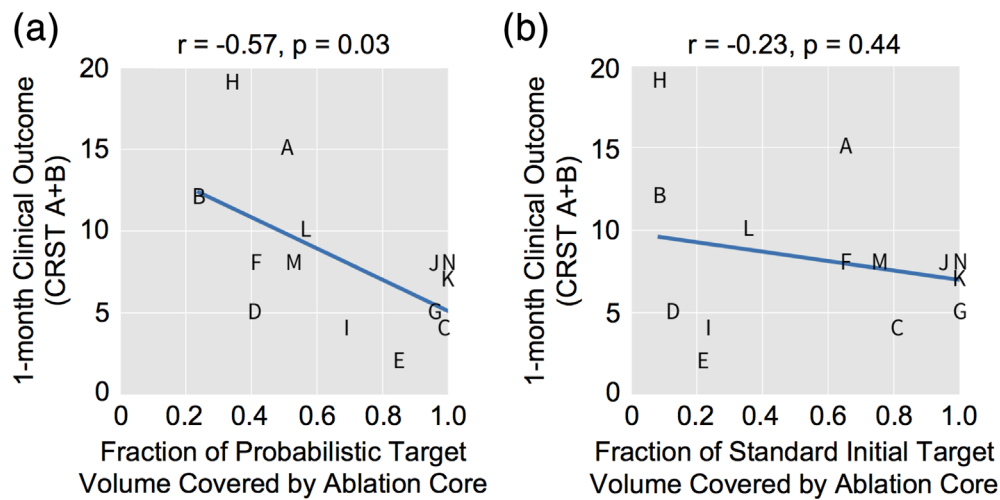 (a)
r = -0.57, p = 0.03
1-month Clinical Outcome
(CRST A+B)
20
15
10
5
0
H
A
B
L
F
M
J
N
K
D
G
I
C
E
0
0.2
0.4
0.6
0.8
1.0
Fraction of Probabilistic Target
Volume Covered by Ablation Core
(b)
r = -0.23, p = 0.44
1-month Clinical Outcome
(CRST A+B)
20
15
10
5
0
H
A
B
L
F
M
J
N
K
D
G
I
C
E
0
0.2
0.4
0.6
0.8
1.0
Fraction of Standard Initial Target
Volume Covered by Ablation Core